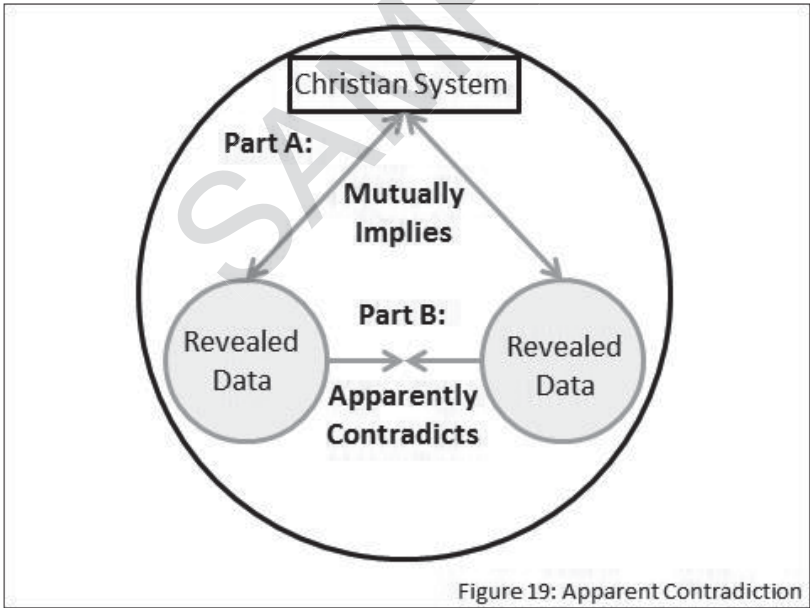 Christian System
Part A:
Mutually
Implies
Part B:
Revealed
Data
Revealed
Data
Apparently
Contradicts
Figure 19: Apparent Contradiction